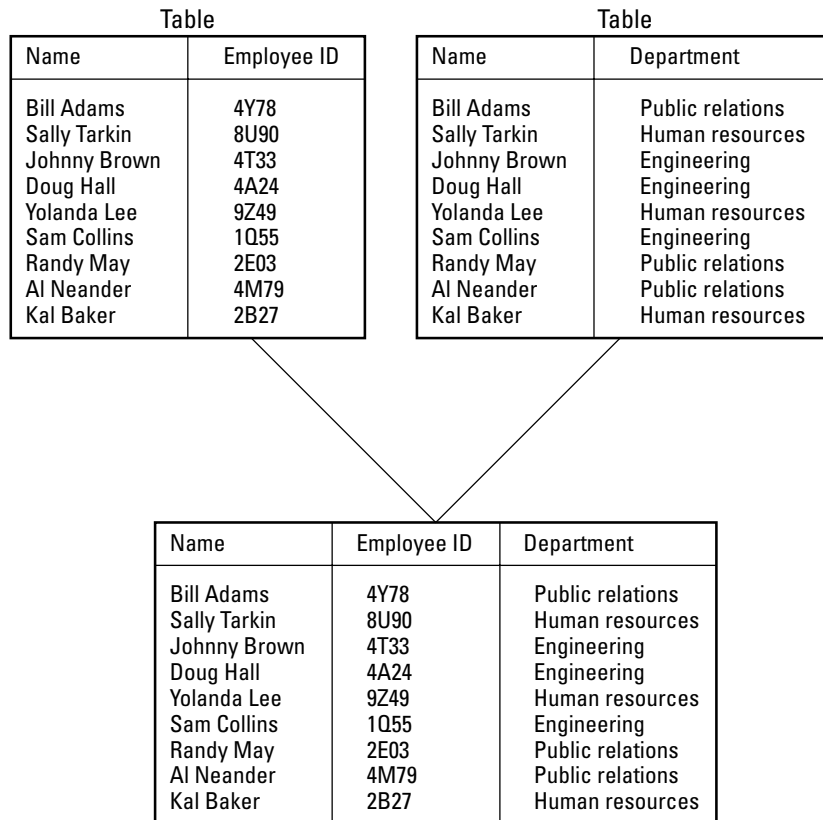 Table
Name Employee ID
Bill Adams 4Y78
Sally Tarkin 8U90
Johnny Brown 4T33
Doug Hall 4A24
Yolanda Lee 9Z49
Sam Collins 1Q55
Randy May 2E03
Al Neander 4M79
Kal Baker 2B27
Table
Name Department
Bill Adams Public relations
Sally Tarkin Human resources
Johnny Brown Engineering
Doug Hall Engineering
Yolanda Lee Human resources
Sam Collins Engineering
Randy May Public relations
Al Neander Public relations
Kal Baker Human resources
Name Employee ID Department
Bill Adams 4Y78 Public relations
Sally Tarkin 8U90 Human resources
Johnny Brown 4T33 Engineering
Doug Hall 4A24 Engineering
Yolanda Lee 9Z49 Human resources
Sam Collins 1Q55 Engineering
Randy May 2E03 Public relations
Al Neander 4M79 Public relations
Kal Baker 2B27 Human resources